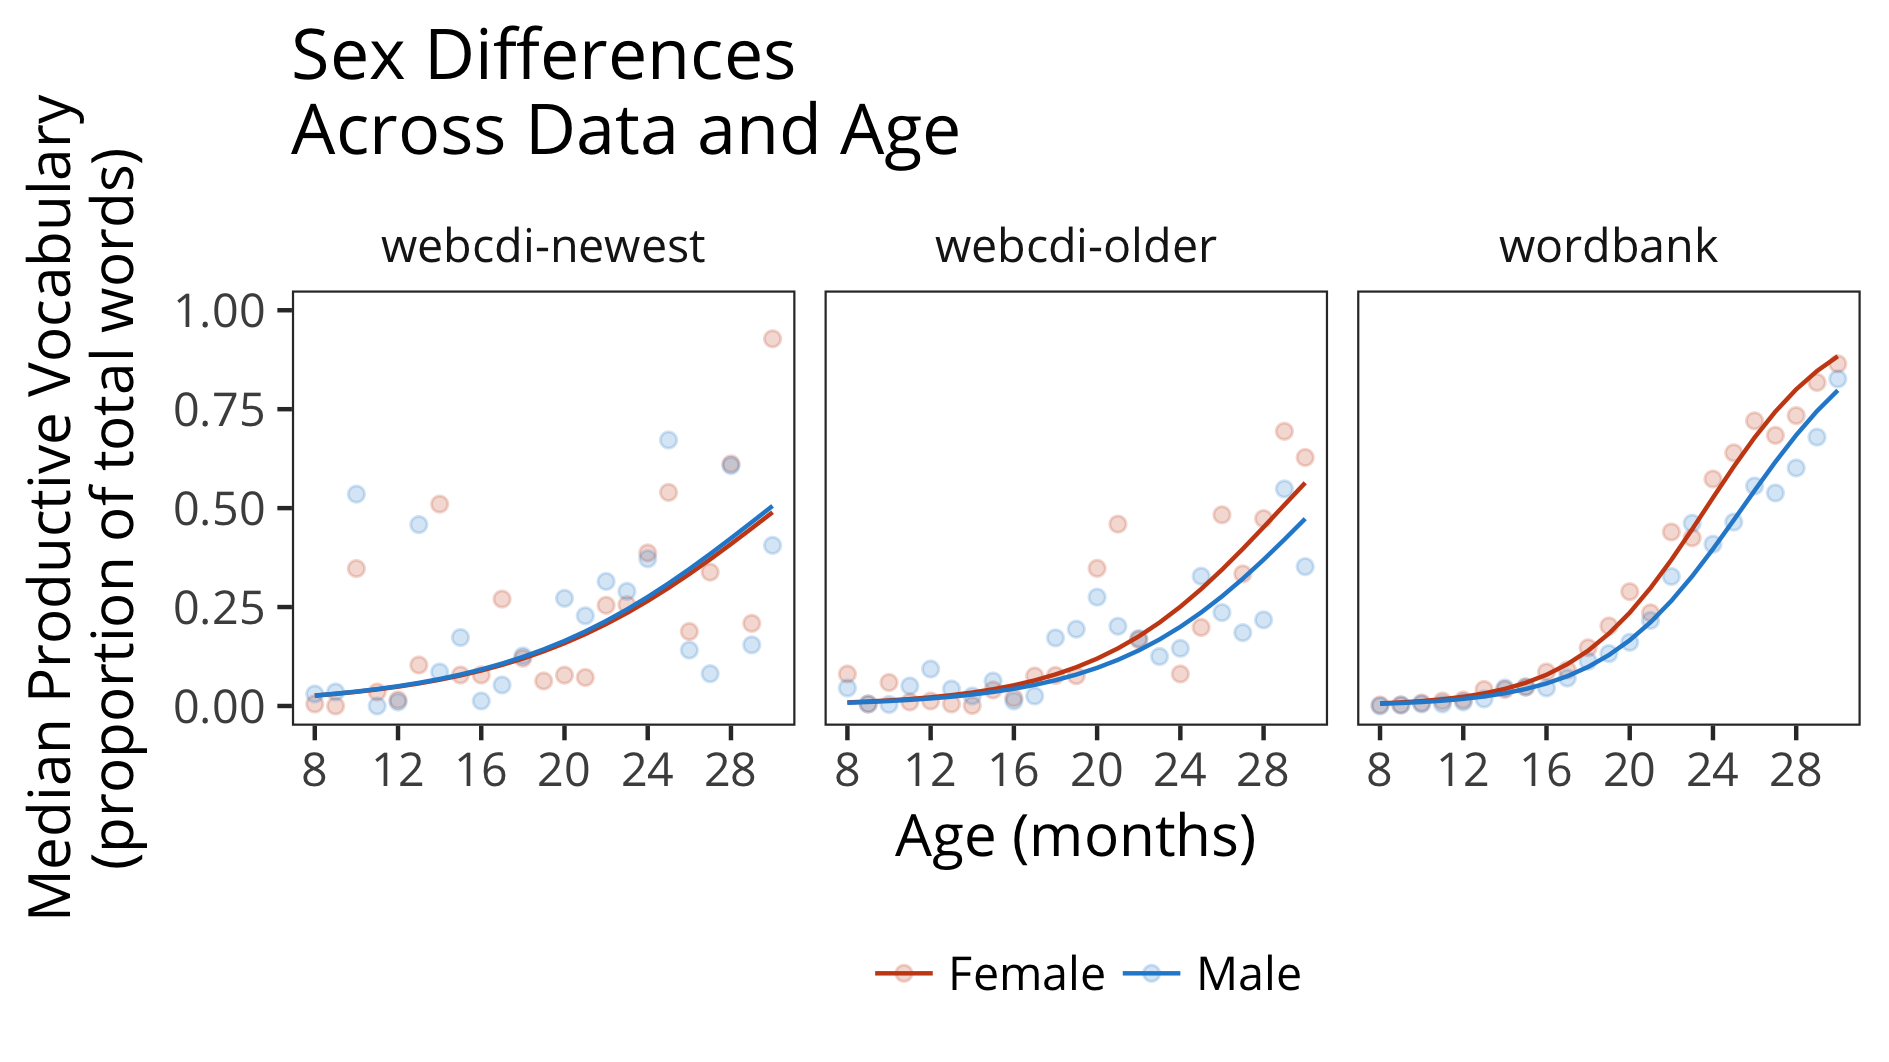 Sex Differences
Across Data and Age
Median Productive Vocabulary
(proportion of total words)
webcdi-newest
webcdi-older
wordbank
1.00
0.75
0.50
0.25
0.00
8 12 16 20 24 28
8 12 16 20 24 28
8 12 16 20 24 28
Age (months)
Female
Male